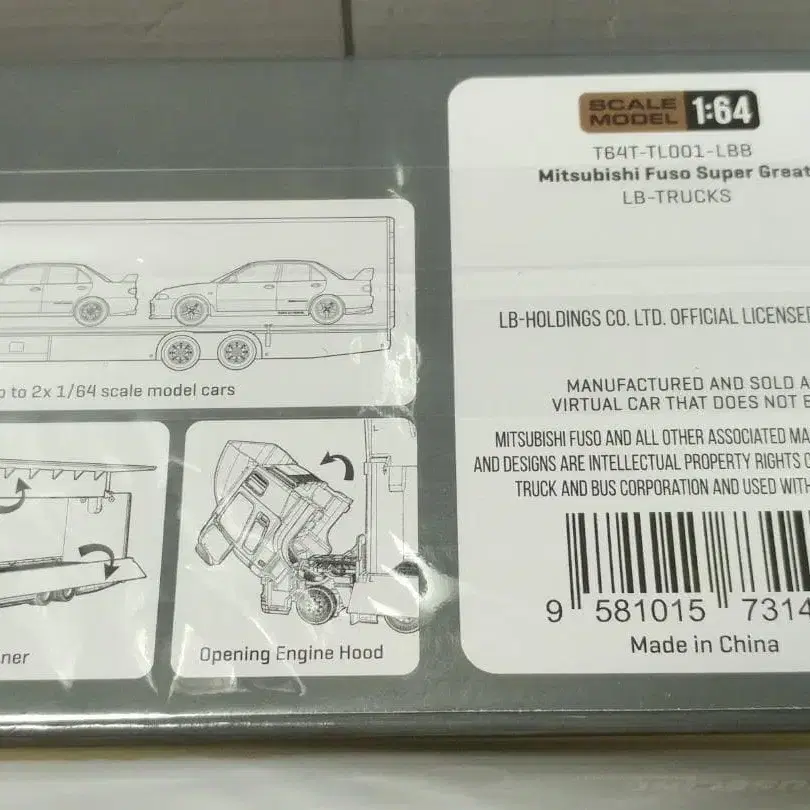 SCALE MODEL 1:64
T64T-TL001-LBB
Mitsubishi Fuso Super Great
LB-TRUCKS
LB-HOLDINGS CO. LTD. OFFICIAL LICENSED
MANUFACTURED AND SOLD A
VIRTUAL CAR THAT DOES NOT E
MITSUBISHI FUSO AND ALL OTHER ASSOCIATED MA
AND DESIGNS ARE INTELLECTUAL PROPERTY RIGHTS O
TRUCK AND BUS CORPORATION AND USED WITH
9 581015 7314
Made in China
p to 2x 1/64 scale model cars
ner
Opening Engine Hood